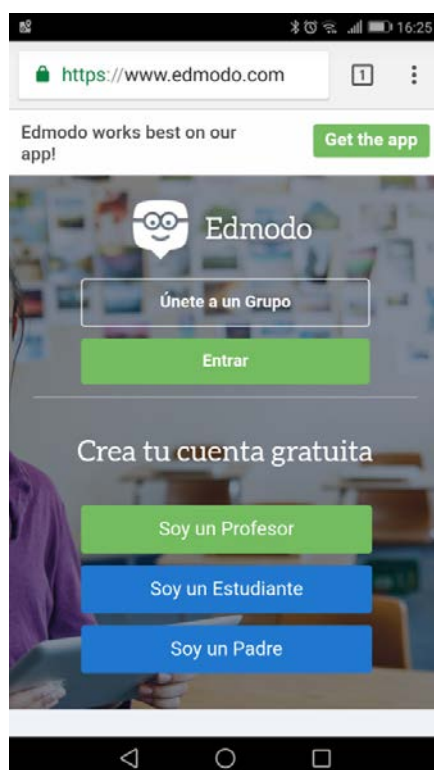 16:25
https://www.edmodo.com
1
Edmodo works best on our
app!
Get the app
Edmodo
Únete a un Grupo
Entrar
Crea tu cuenta gratuita
Soy un Profesor
Soy un Estudiante
Soy un Padre